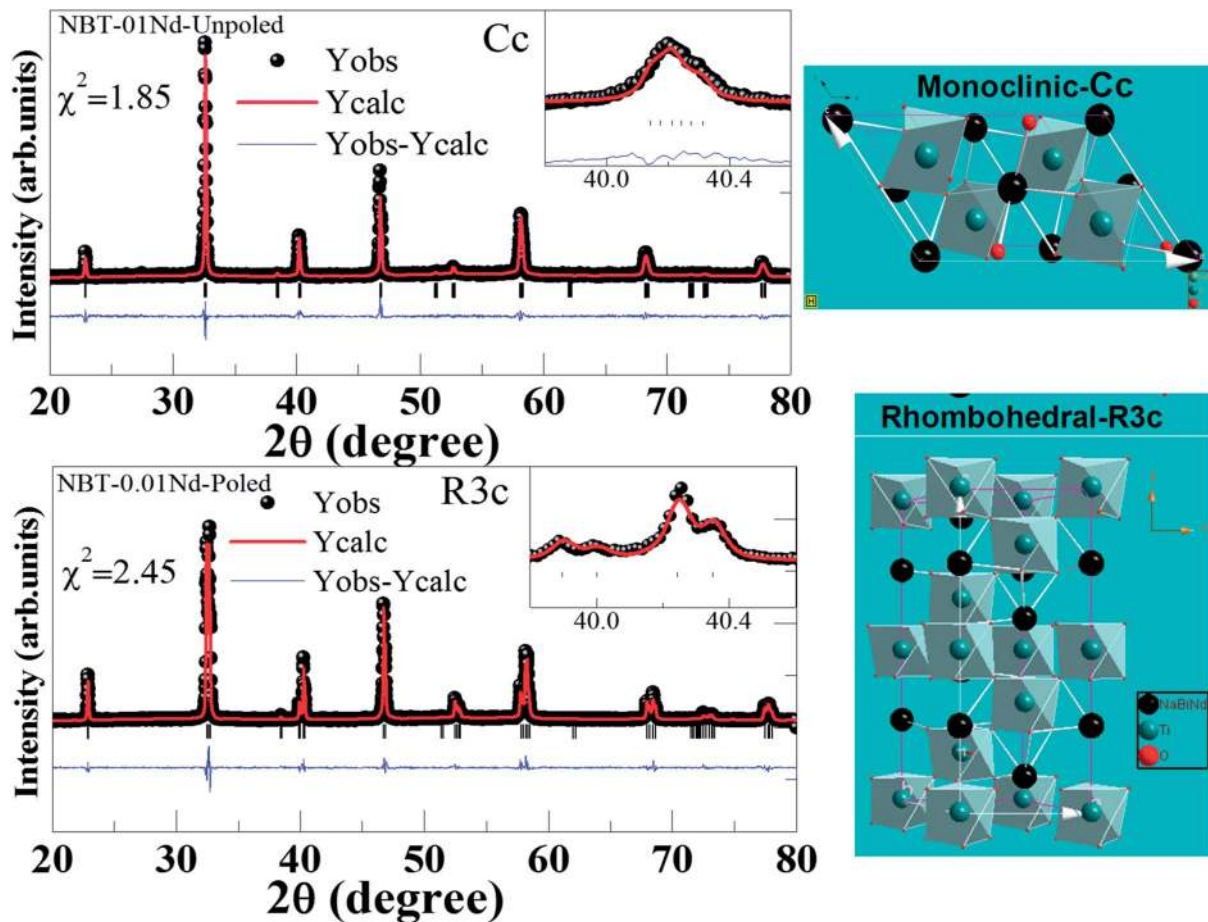 NBT-01Nd-Unpoled
Cc
χ²=1.85
Yobs
Ycalc
Yobs-Ycalc
40.0 40.4
Intensity (arb.units)
20 30 40 50 60 70 80
2θ (degree)
Monoclinic-Cc
H
NBT-0.01Nd-Poled
R3c
χ²=2.45
Yobs
Ycalc
Yobs-Ycalc
40.0 40.4
Intensity (arb.units)
20 30 40 50 60 70 80
2θ (degree)
Rhombohedral-R3c
NaBiNd
Ti
O